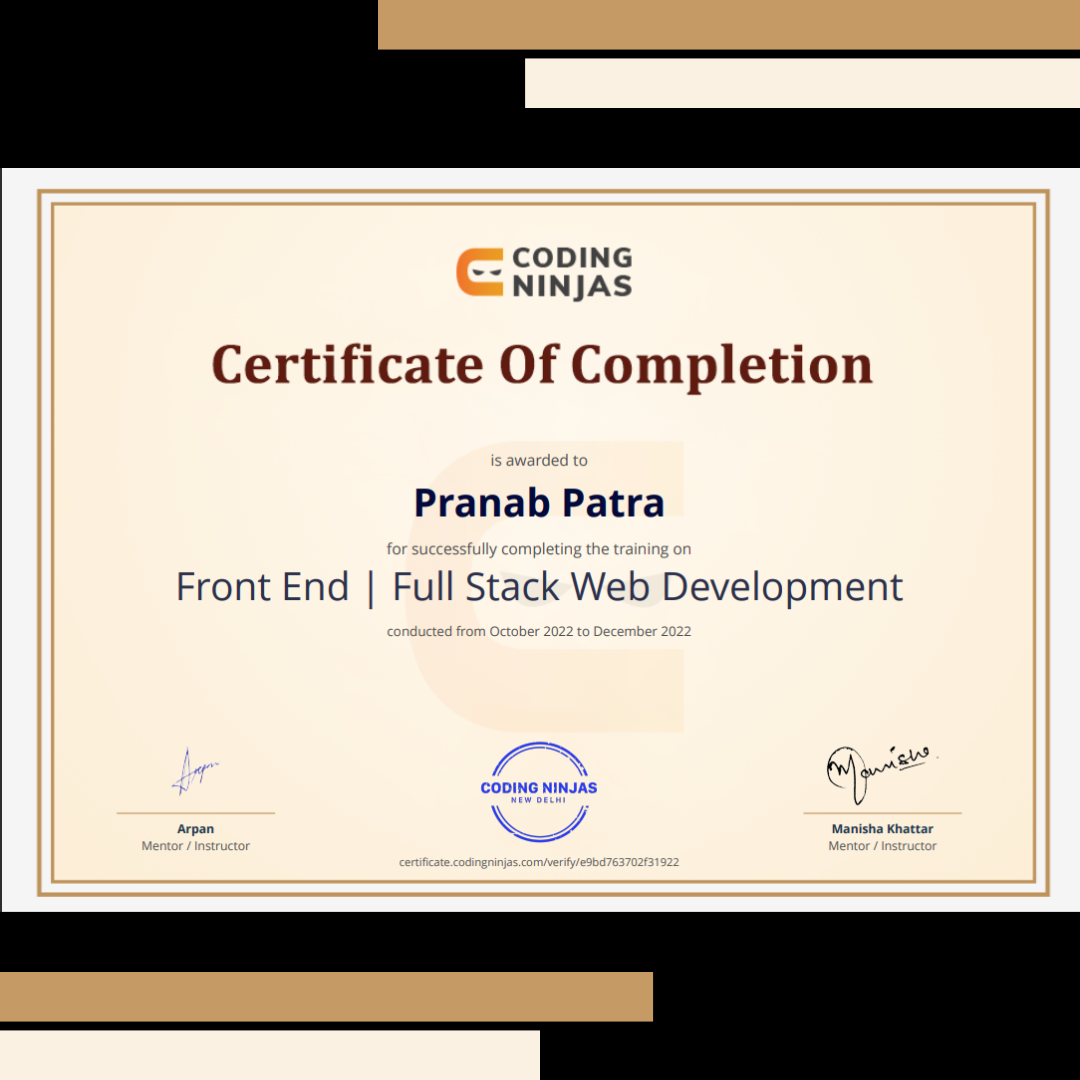 CODING
NINJAS
Certificate Of Completion
is awarded to
Pranab Patra
for successfully completing the training on
Front End | Full Stack Web Development
conducted from October 2022 to December 2022
Arpan
Manisha
CODING NINJAS
NEW DELHI
Arpan
Mentor / Instructor
Manisha Khattar
Mentor / Instructor
certificate.codingninjas.com/verify/e9bd763702f31922